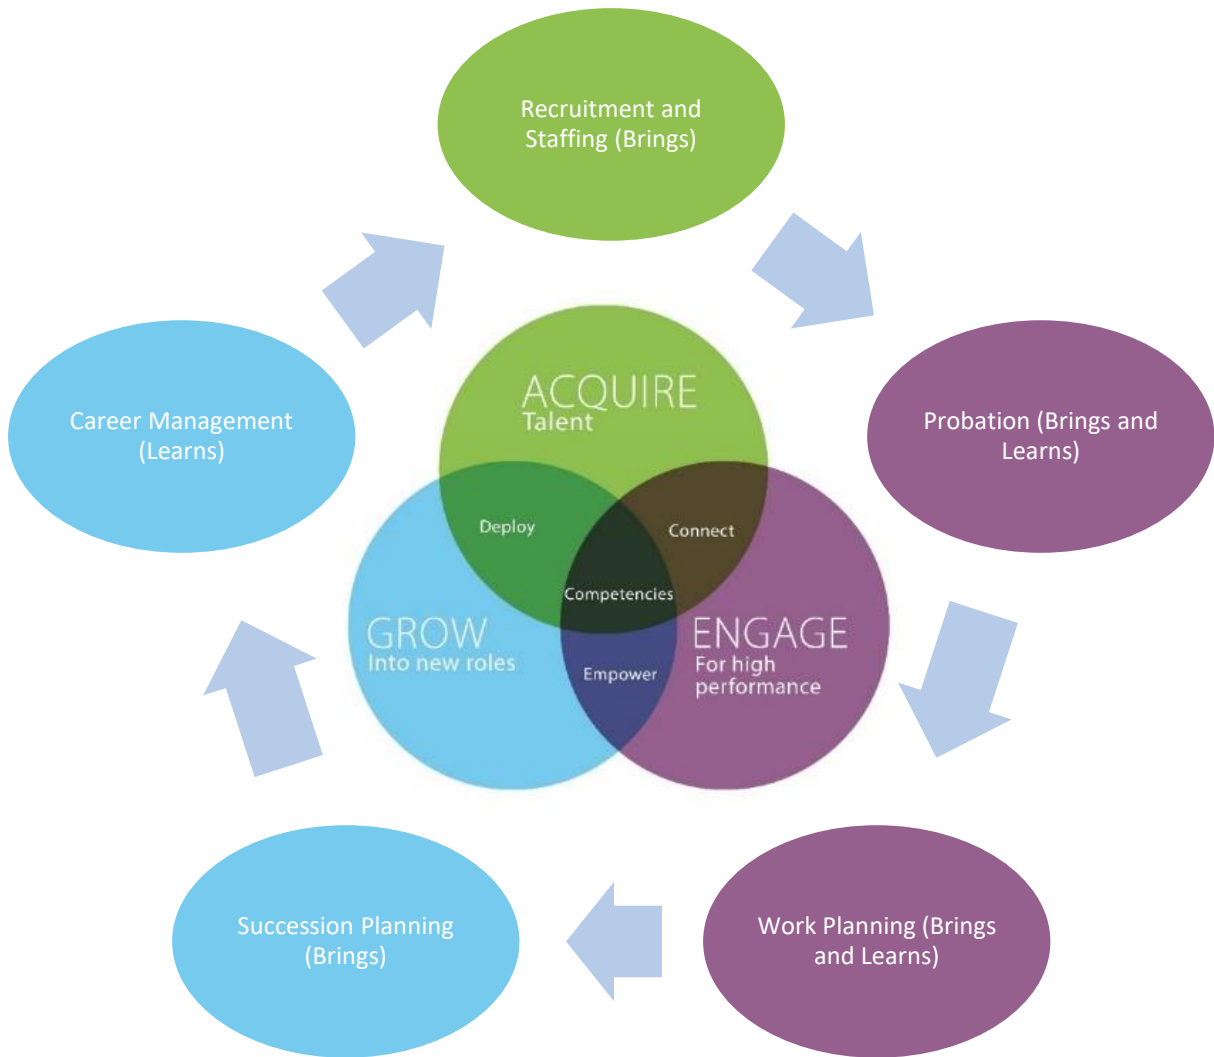 Recruitment and
Staffing (Brings)
Career Management
(Learns)
Probation (Brings and
Learns)
ACQUIRE
Talent
Deploy
Connect
Competencies
GROW
Into new roles
ENGAGE
For high
performance
Empower
Succession Planning
(Brings)
Work Planning (Brings
and Learns)